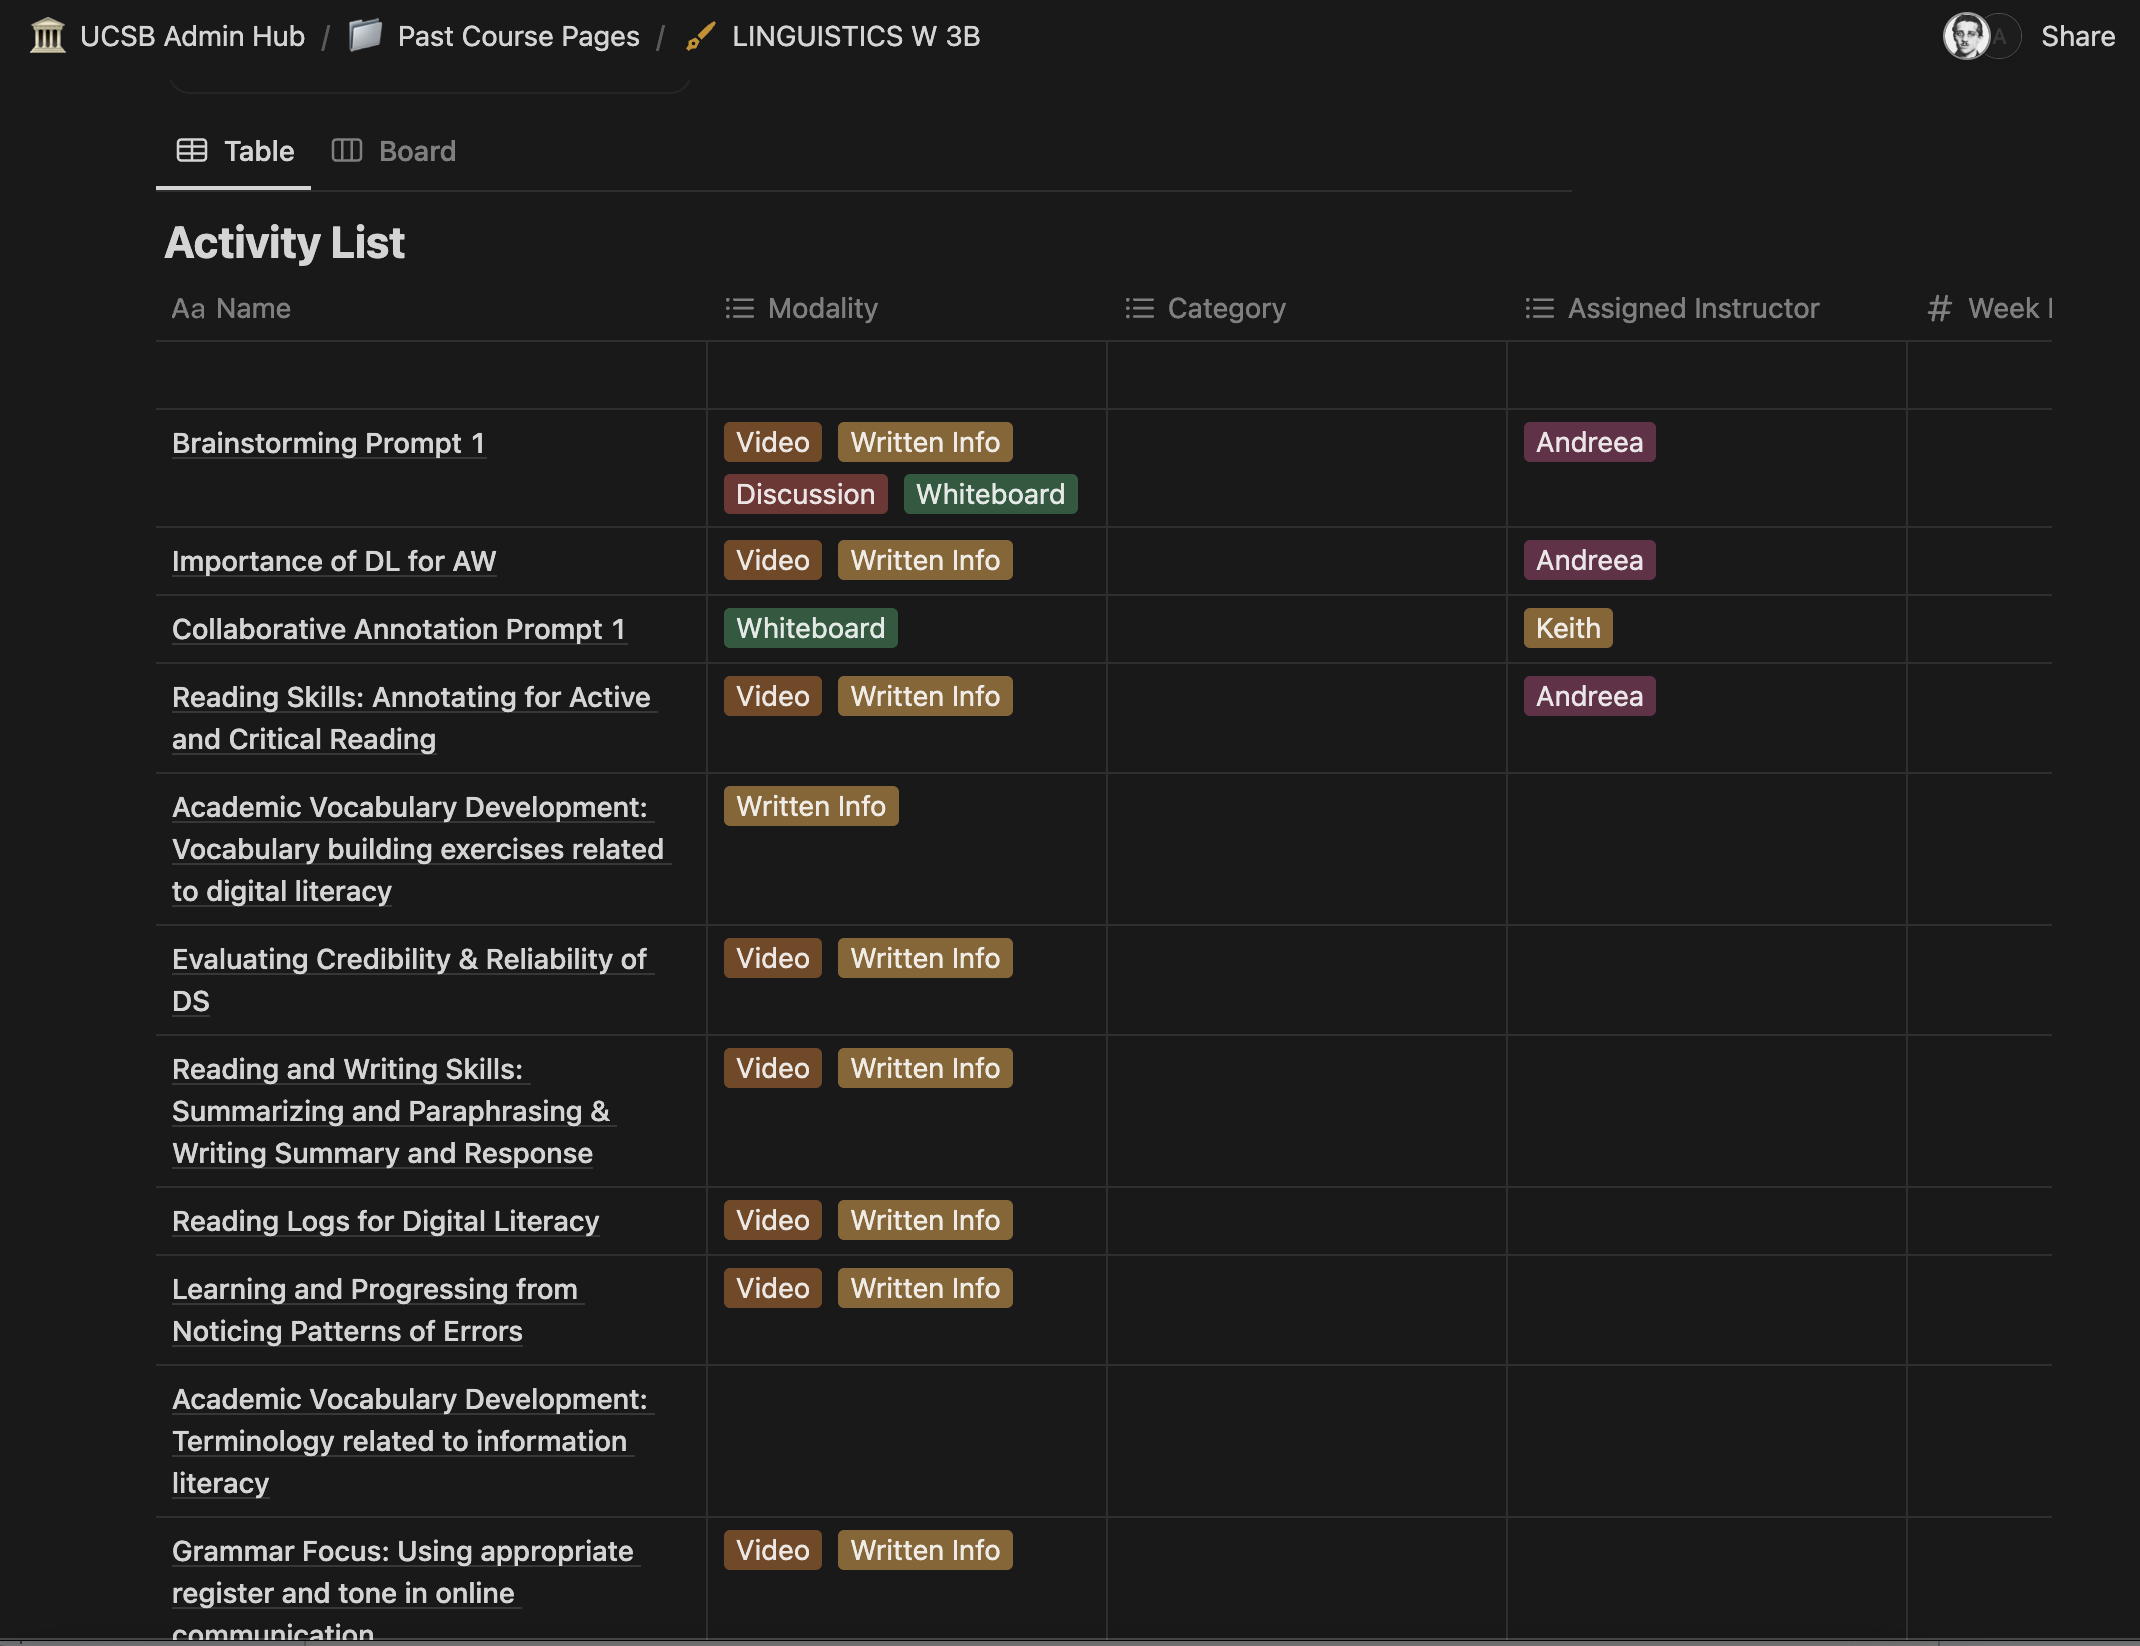 UCSB Admin Hub / Past Course Pages / LINGUISTICS W 3B
A Share
Table Board
Activity List
Aa Name Modality Category Assigned Instructor # Week
Brainstorming Prompt 1 Video Written Info Andreea
Discussion Whiteboard
Importance of DL for AW Video Written Info Andreea
Collaborative Annotation Prompt 1 Whiteboard Keith
Reading Skills: Annotating for Active Video Written Info Andreea
and Critical Reading
Academic Vocabulary Development: Written Info
Vocabulary building exercises related
to digital literacy
Evaluating Credibility & Reliability of Video Written Info
DS
Reading and Writing Skills: Video Written Info
Summarizing and Paraphrasing &
Writing Summary and Response
Reading Logs for Digital Literacy Video Written Info
Learning and Progressing from Video Written Info
Noticing Patterns of Errors
Academic Vocabulary Development:
Terminology related to information
literacy
Grammar Focus: Using appropriate Video Written Info
register and tone in online
communication